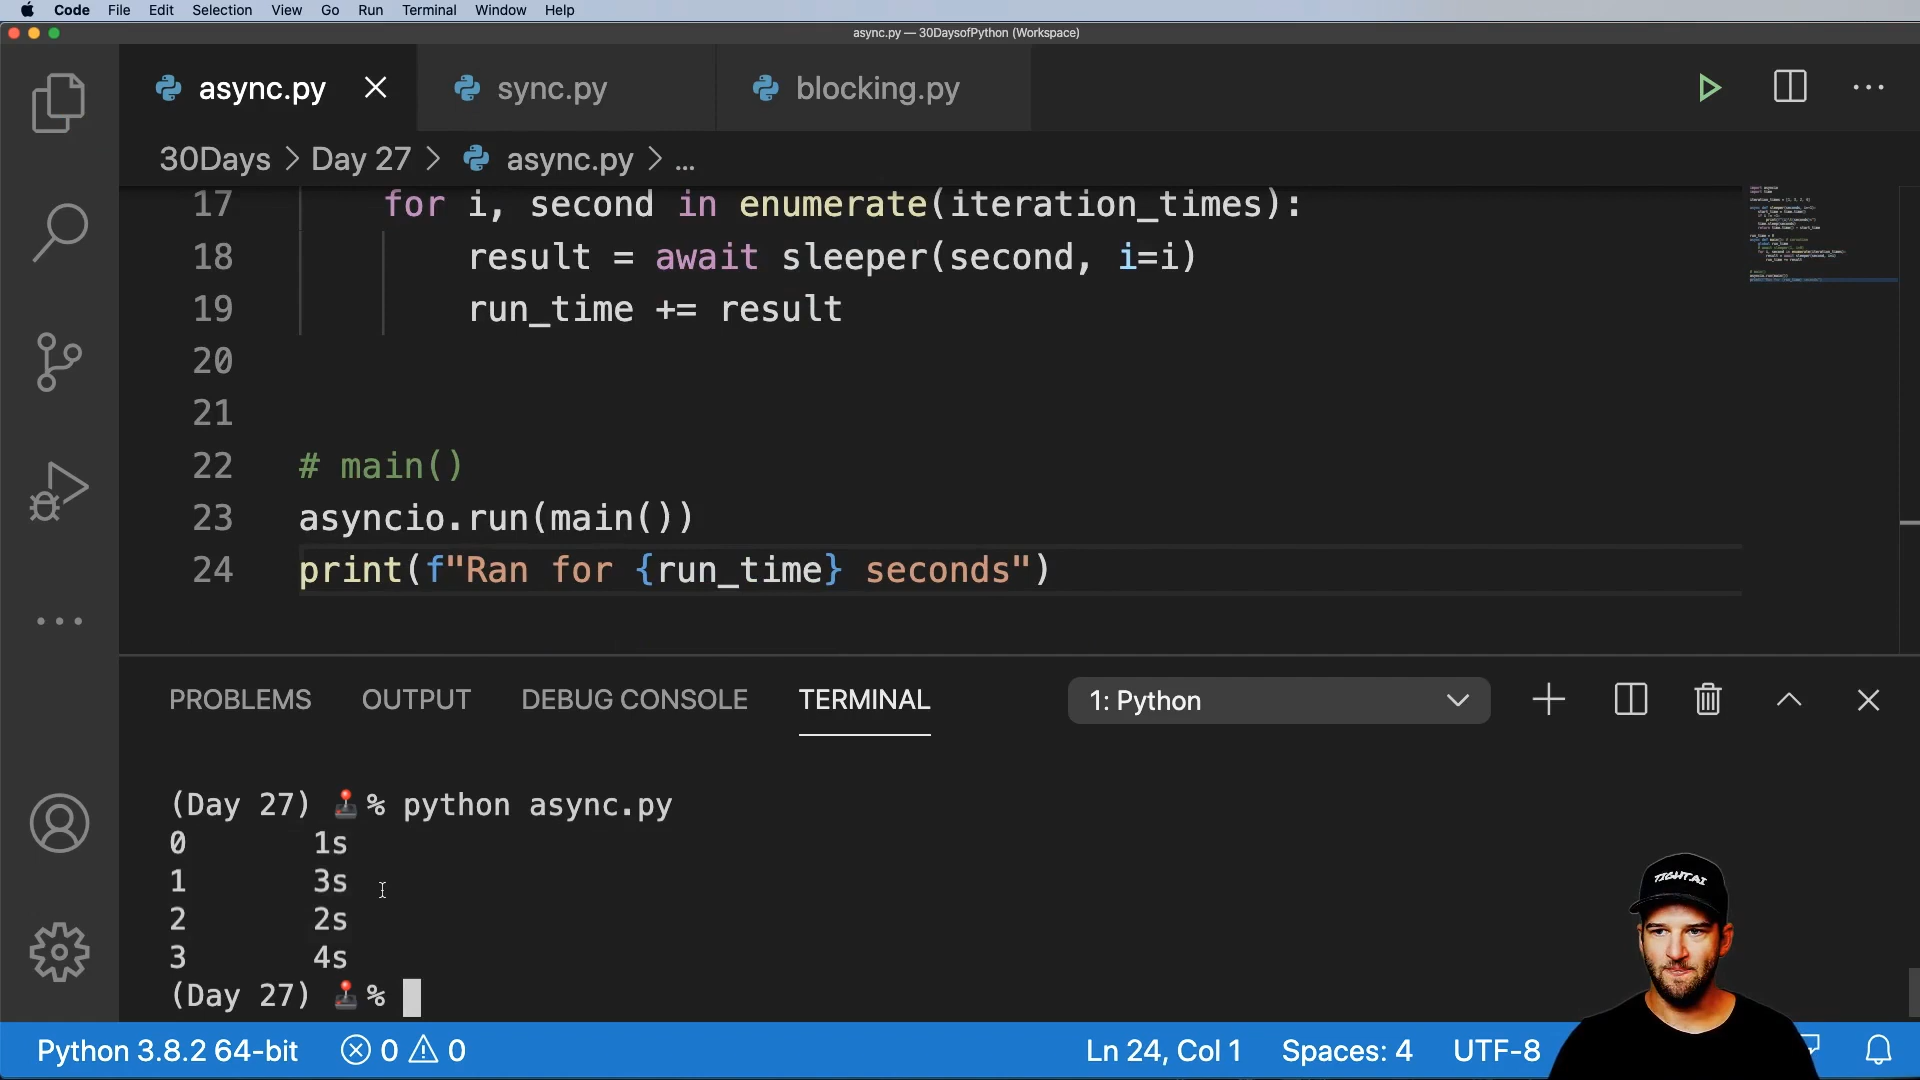 Code File Edit Selection View Go Run Terminal Window Help
async.py — 30DaysofPython (Workspace)
async.py sync.py blocking.py
30Days > Day 27 > async.py > ...
17 for i, second in enumerate(iteration_times):
18 result = await sleeper(second, i=i)
19 run_time += result
20
21
22 # main()
23 asyncio.run(main())
24 print(f"Ran for {run_time} seconds")
PROBLEMS OUTPUT DEBUG CONSOLE TERMINAL 1: Python
(Day 27) % python async.py
0 1s
1 3s
2 2s
3 4s
(Day 27) %
TIGHT.AI
Python 3.8.2 64-bit 0 0 Ln 24, Col 1 Spaces: 4 UTF-8